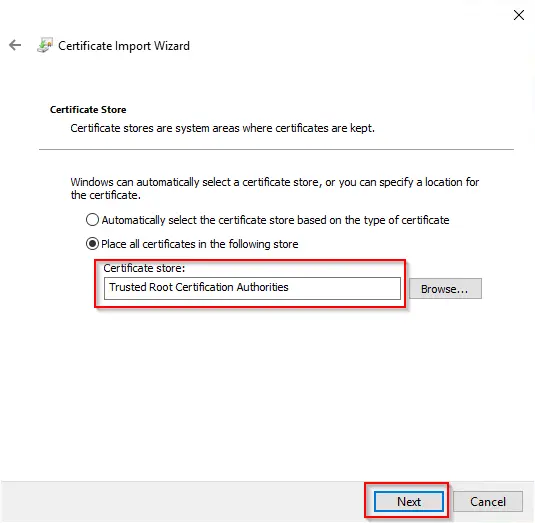 Certificate Import Wizard
Certificate Store
Certificate stores are system areas where certificates are kept.
Windows can automatically select a certificate store, or you can specify a location for
the certificate.
Automatically select the certificate store based on the type of certificate
Place all certificates in the following store
Certificate store:
Trusted Root Certification Authorities
Browse...
Next
Cancel